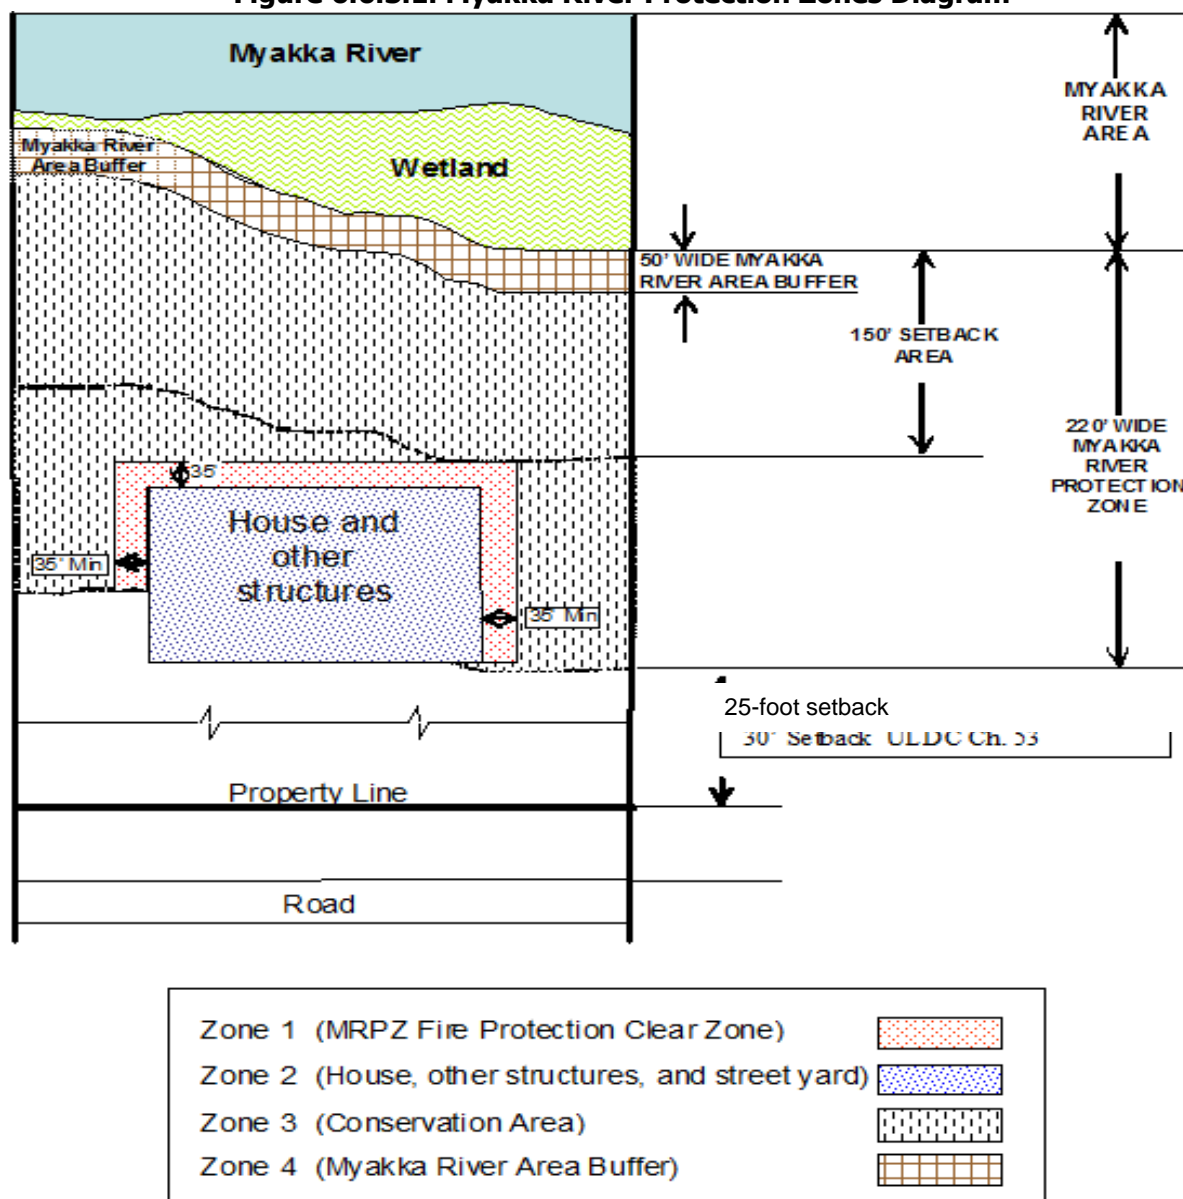 Myakka River
Myakka River
Area Buffer
Wetland
MYAKKA
RIVER
AREA
50' WIDE MYAKKA
RIVER AREA BUFFER
150' SETBACK
AREA
220' WIDE
MYAKKA
RIVER
PROTECTION
ZONE
35'
House and
other
structures
35' Min
35' Min
25-foot setback
30' Setback ULDC Ch. 53
Property Line
Road
Zone 1 (MRPZ Fire Protection Clear Zone)
Zone 2 (House, other structures, and street yard)
Zone 3 (Conservation Area)
Zone 4 (Myakka River Area Buffer)